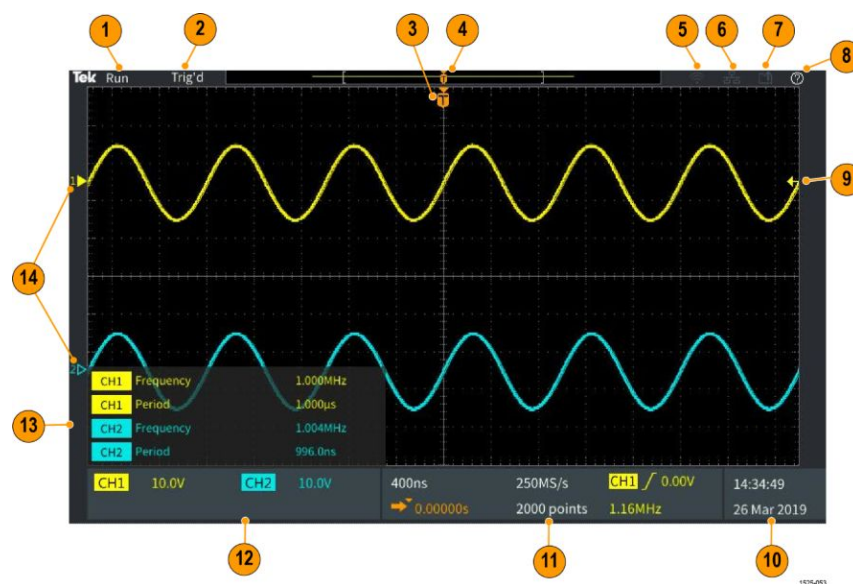 1 2 3 4 5 6 7 8
Tek Run Trig'd T ?
T
1 9
14
2
CH1 Frequency 1.000MHz
CH1 Period 1.000µs
13 CH2 Frequency 1.004MHz
CH2 Period 996.0ns
CH1 10.0V CH2 10.0V 400ns 250MS/s CH1 0.00V 14:34:49
0.00000s 2000 points 1.16MHz 26 Mar 2019
12 11 10
1525-053